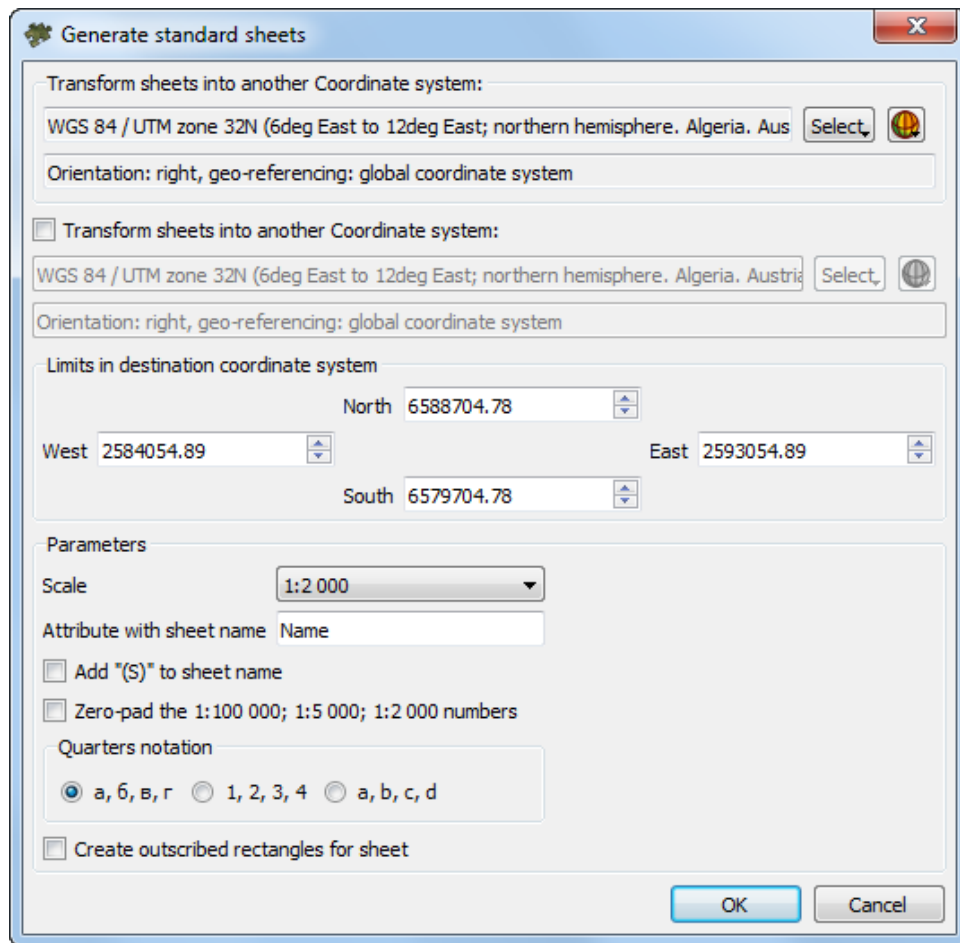 Generate standard sheets
Transform sheets into another Coordinate system:
WGS 84 / UTM zone 32N (6deg East to 12deg East; northern hemisphere. Algeria. Aus
Select
Orientation: right, geo-referencing: global coordinate system
Transform sheets into another Coordinate system:
WGS 84 / UTM zone 32N (6deg East to 12deg East; northern hemisphere. Algeria. Austria
Select
Orientation: right, geo-referencing: global coordinate system
Limits in destination coordinate system
North 6588704.78
West 2584054.89 East 2593054.89
South 6579704.78
Parameters
Scale 1:2 000
Attribute with sheet name Name
Add "(S)" to sheet name
Zero-pad the 1:100 000; 1:5 000; 1:2 000 numbers
Quarters notation
а, б, в, г 1, 2, 3, 4 a, b, c, d
Create outscribed rectangles for sheet
OK Cancel